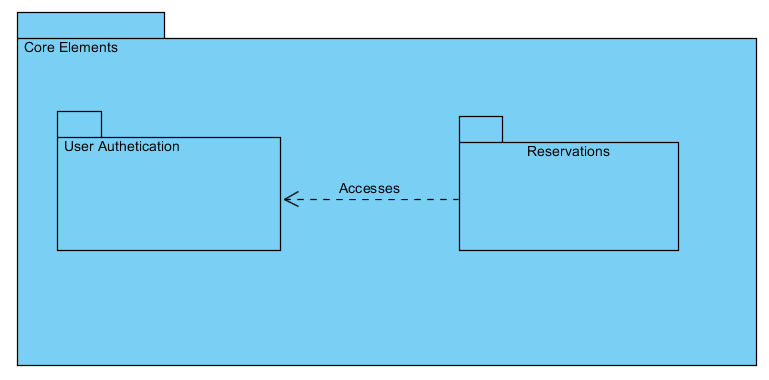 Core Elements
User Authetication
Reservations
Accesses